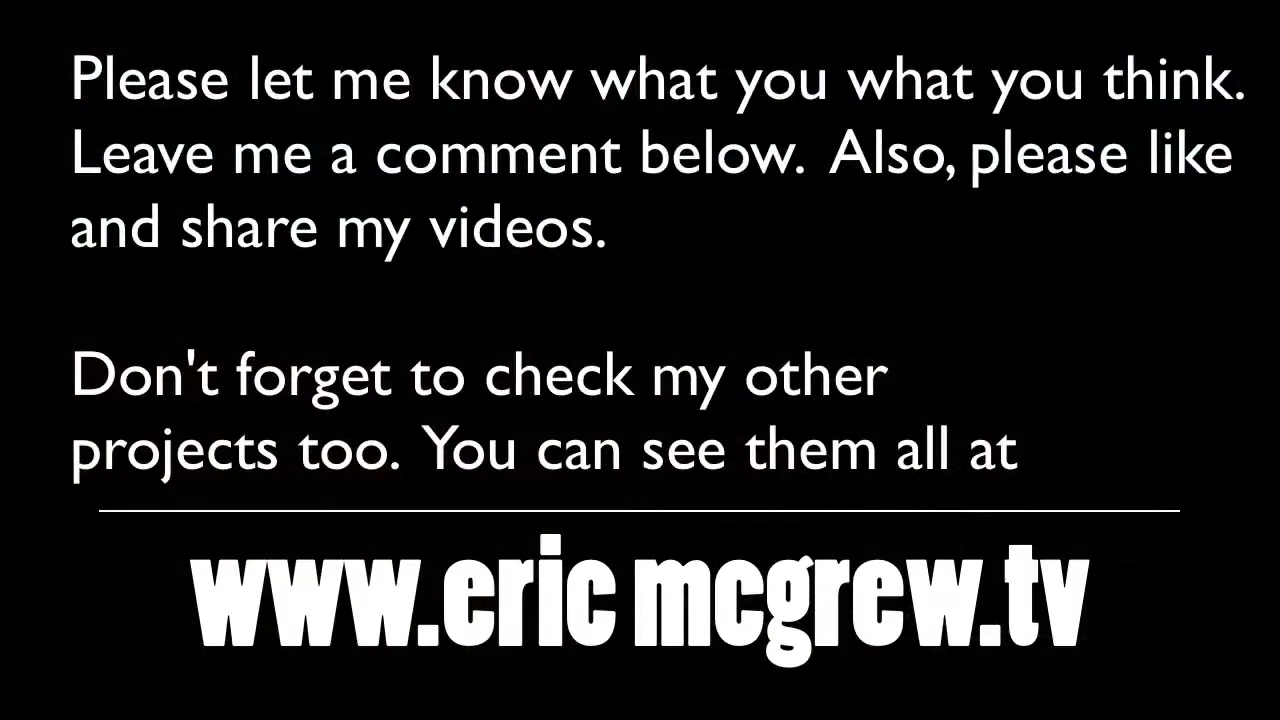 Please let me know what you what you think.
Leave me a comment below. Also, please like
and share my videos.
Don't forget to check my other
projects too. You can see them all at
www.eric mcgrew.tv